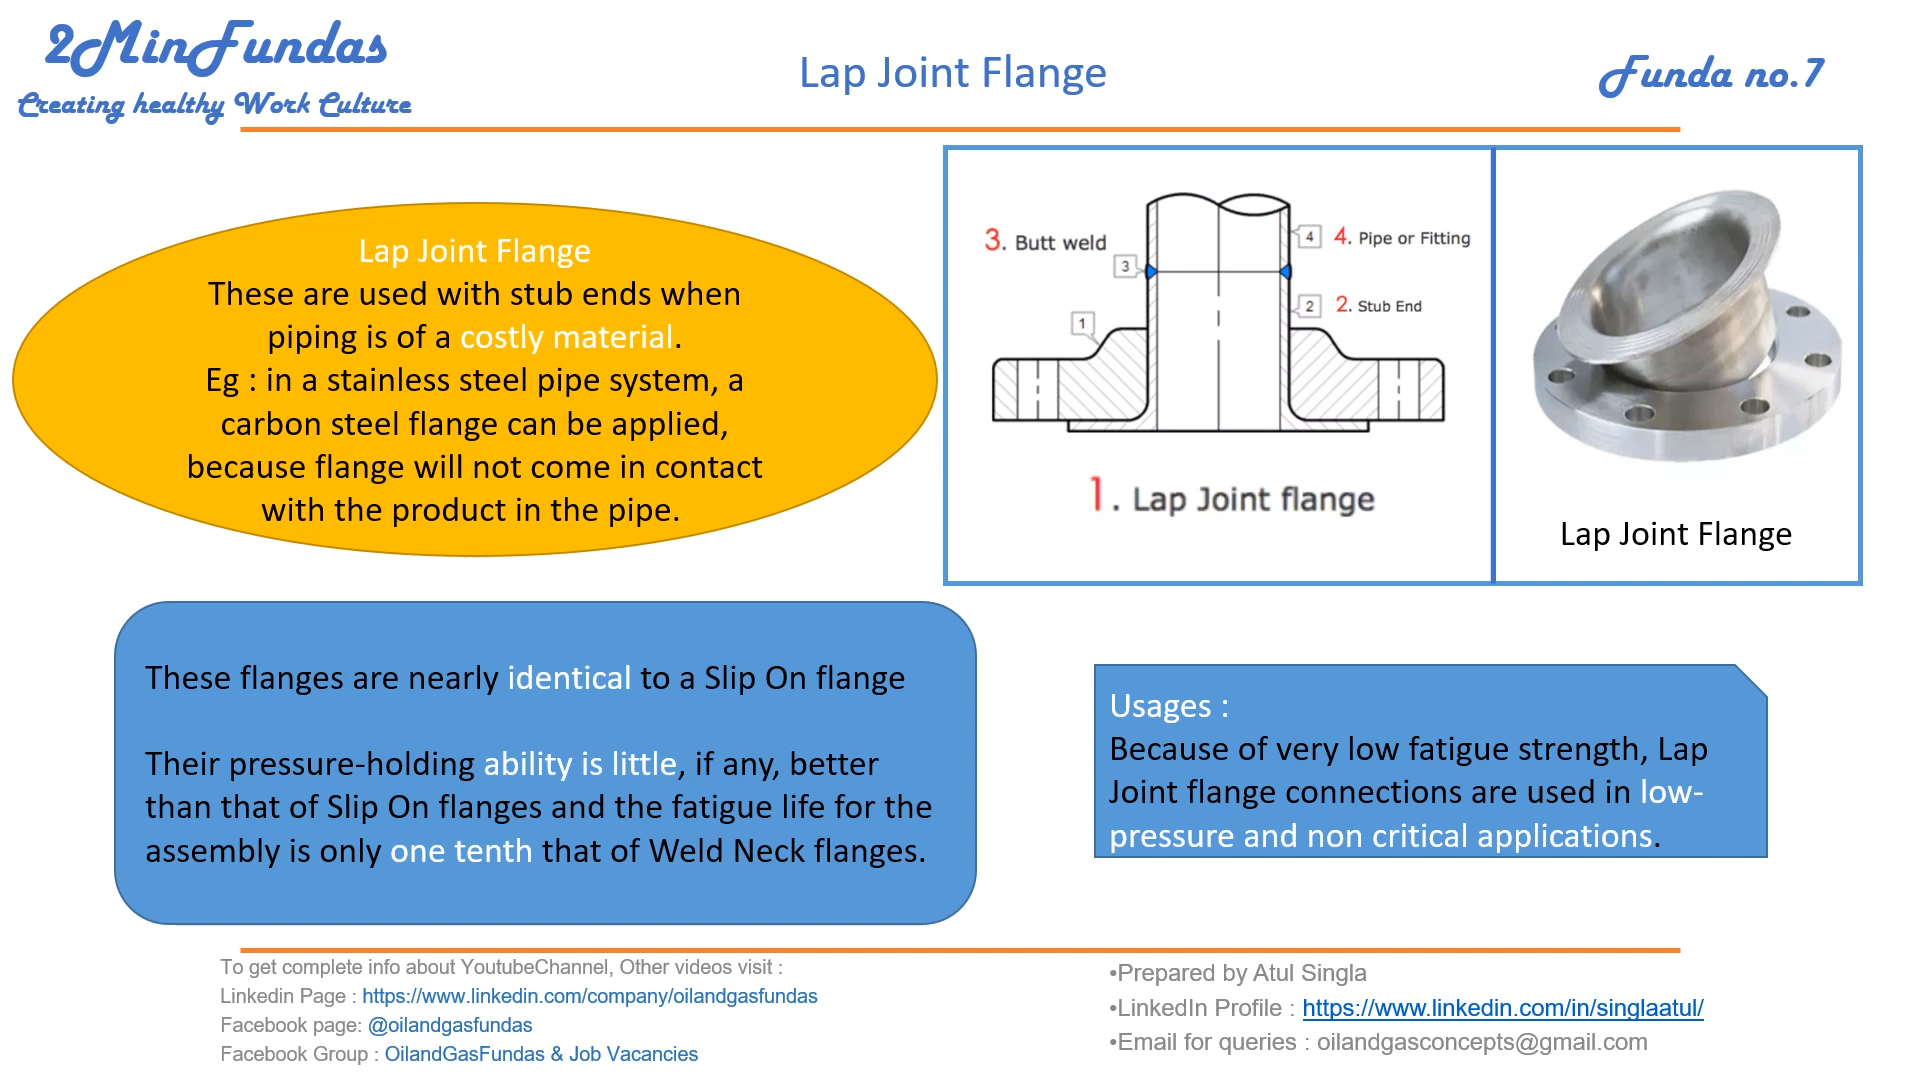 2MinFundas
Creating healthy Work Culture
Lap Joint Flange
Funda no.7
Lap Joint Flange
These are used with stub ends when
piping is of a costly material.
Eg : in a stainless steel pipe system, a
carbon steel flange can be applied,
because flange will not come in contact
with the product in the pipe.
3. Butt weld
4
4. Pipe or Fitting
3
2
2. Stub End
1
1. Lap Joint flange
Lap Joint Flange
These flanges are nearly identical to a Slip On flange
Their pressure-holding ability is little, if any, better
than that of Slip On flanges and the fatigue life for the
assembly is only one tenth that of Weld Neck flanges.
Usages :
Because of very low fatigue strength, Lap
Joint flange connections are used in low-
pressure and non critical applications.
To get complete info about YoutubeChannel, Other videos visit :
Linkedin Page : https://www.linkedin.com/company/oilandgasfundas
Facebook page: @oilandgasfundas
Facebook Group : OilandGasFundas & Job Vacancies
•Prepared by Atul Singla
•LinkedIn Profile : https://www.linkedin.com/in/singlaatul/
•Email for queries : oilandgasconcepts@gmail.com